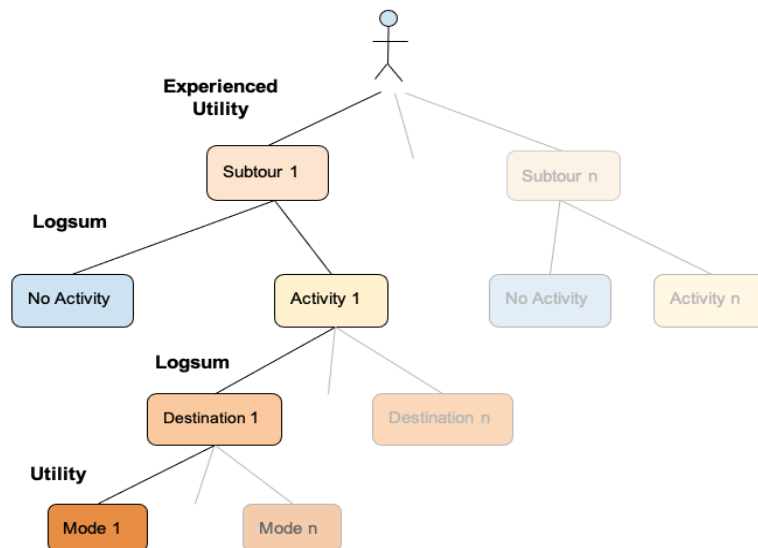 Experienced
Utility
Subtour 1
Subtour n
Logsum
No Activity
Activity 1
No Activity
Activity n
Logsum
Destination 1
Destination n
Utility
Mode 1
Mode n